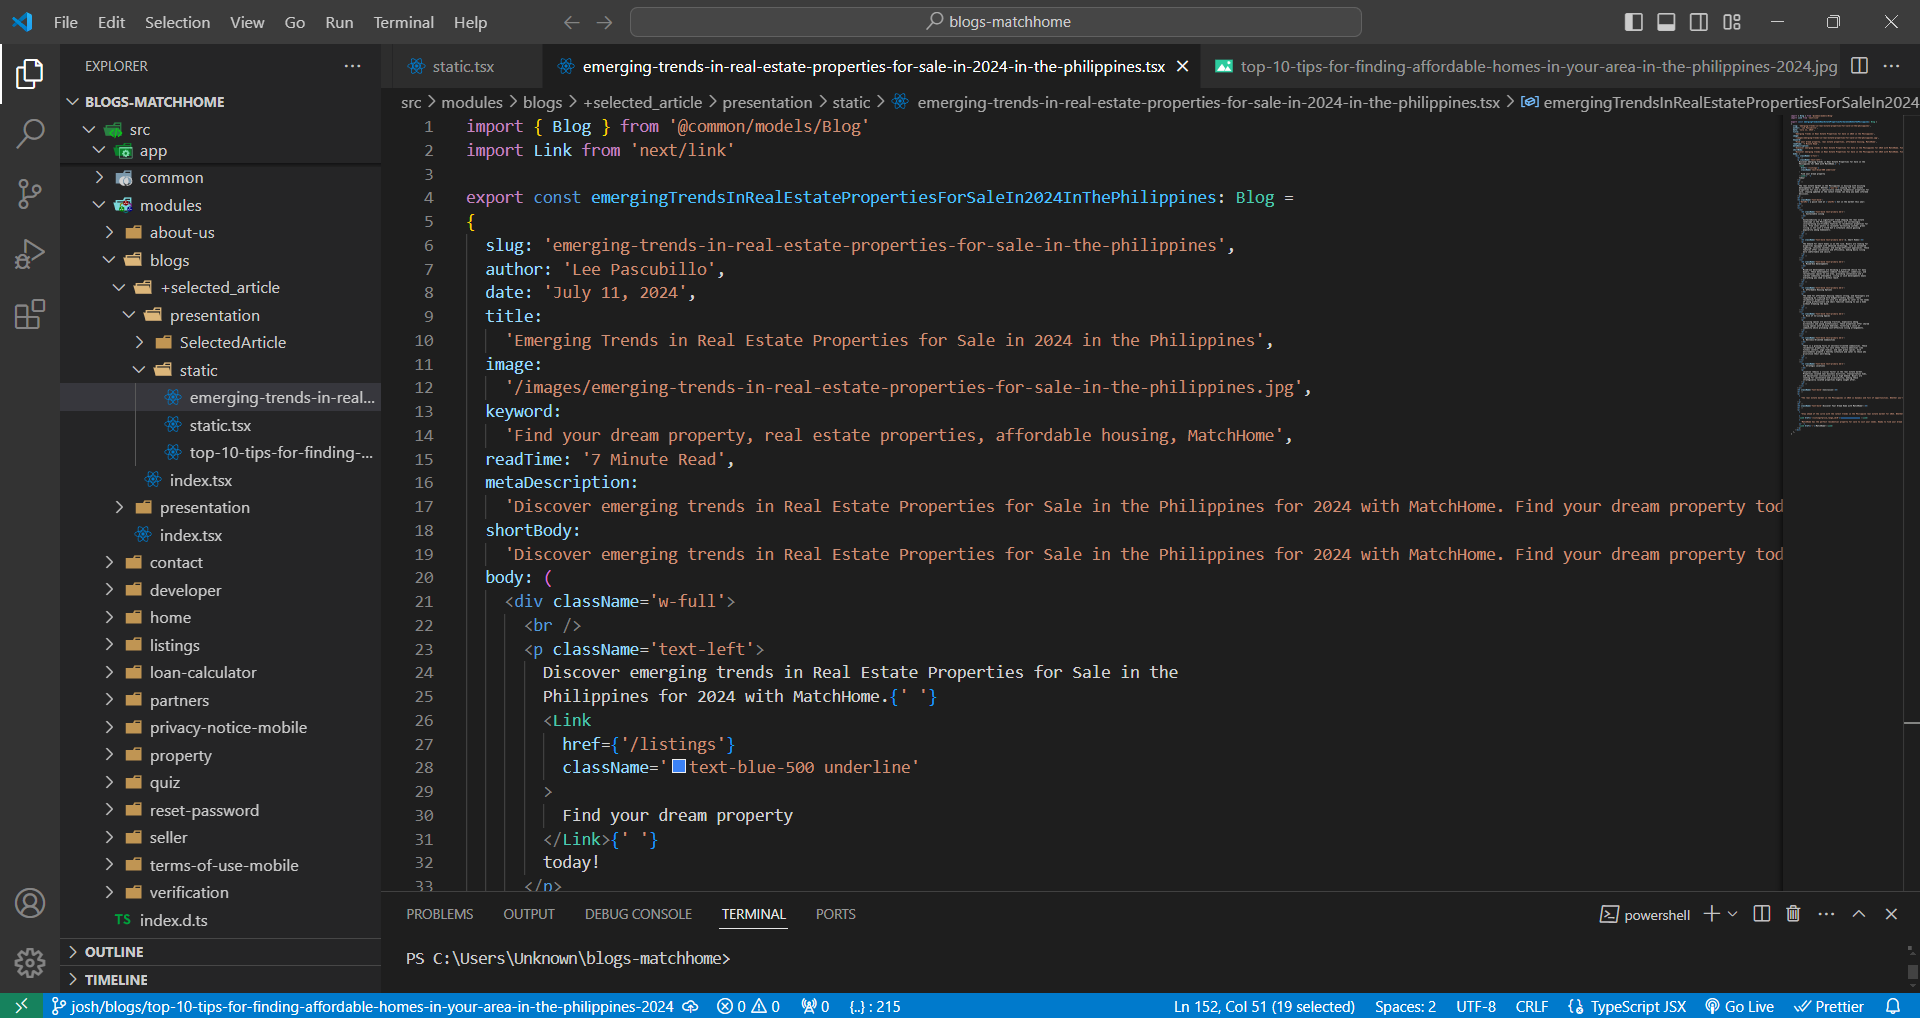 File Edit Selection View Go Run Terminal Help
blogs-matchhome
EXPLORER
BLOGS-MATCHHOME
src
app
common
modules
about-us
blogs
+selected_article
presentation
SelectedArticle
static
emerging-trends-in-real...
static.tsx
top-10-tips-for-finding-...
index.tsx
presentation
index.tsx
contact
developer
home
listings
loan-calculator
partners
privacy-notice-mobile
property
quiz
reset-password
seller
terms-of-use-mobile
verification
TS index.d.ts
OUTLINE
TIMELINE
static.tsx
emerging-trends-in-real-estate-properties-for-sale-in-2024-in-the-philippines.tsx
top-10-tips-for-finding-affordable-homes-in-your-area-in-the-philippines-2024.jpg
src > modules > blogs > +selected_article > presentation > static > emerging-trends-in-real-estate-properties-for-sale-in-2024-in-the-philippines.tsx > emergingTrendsInRealEstatePropertiesForSaleIn2024
1 import { Blog } from '@common/models/Blog'
2 import Link from 'next/link'
3
4 export const emergingTrendsInRealEstatePropertiesForSaleIn2024InThePhilippines: Blog =
5 {
6 slug: 'emerging-trends-in-real-estate-properties-for-sale-in-the-philippines',
7 author: 'Lee Pascubillo',
8 date: 'July 11, 2024',
9 title:
10 'Emerging Trends in Real Estate Properties for Sale in 2024 in the Philippines',
11 image:
12 '/images/emerging-trends-in-real-estate-properties-for-sale-in-the-philippines.jpg',
13 keyword:
14 'Find your dream property, real estate properties, affordable housing, MatchHome',
15 readTime: '7 Minute Read',
16 metaDescription:
17 'Discover emerging trends in Real Estate Properties for Sale in the Philippines for 2024 with MatchHome. Find your dream property tod
18 shortBody:
19 'Discover emerging trends in Real Estate Properties for Sale in the Philippines for 2024 with MatchHome. Find your dream property tod
20 body: (
21 <div className='w-full'>
22 <br />
23 <p className='text-left'>
24 Discover emerging trends in Real Estate Properties for Sale in the
25 Philippines for 2024 with MatchHome.{' '}
26 <Link
27 href={'/listings'}
28 className='text-blue-500 underline'
29 >
30 Find your dream property
31 </Link>{' '}
32 today!
33 </p>
PROBLEMS OUTPUT DEBUG CONSOLE TERMINAL PORTS
powershell
PS C:\Users\Unknown\blogs-matchhome>
josh/blogs/top-10-tips-for-finding-affordable-homes-in-your-area-in-the-philippines-2024 0 0 0 {..} : 215
Ln 152, Col 51 (19 selected) Spaces: 2 UTF-8 CRLF {} TypeScript JSX Go Live Prettier